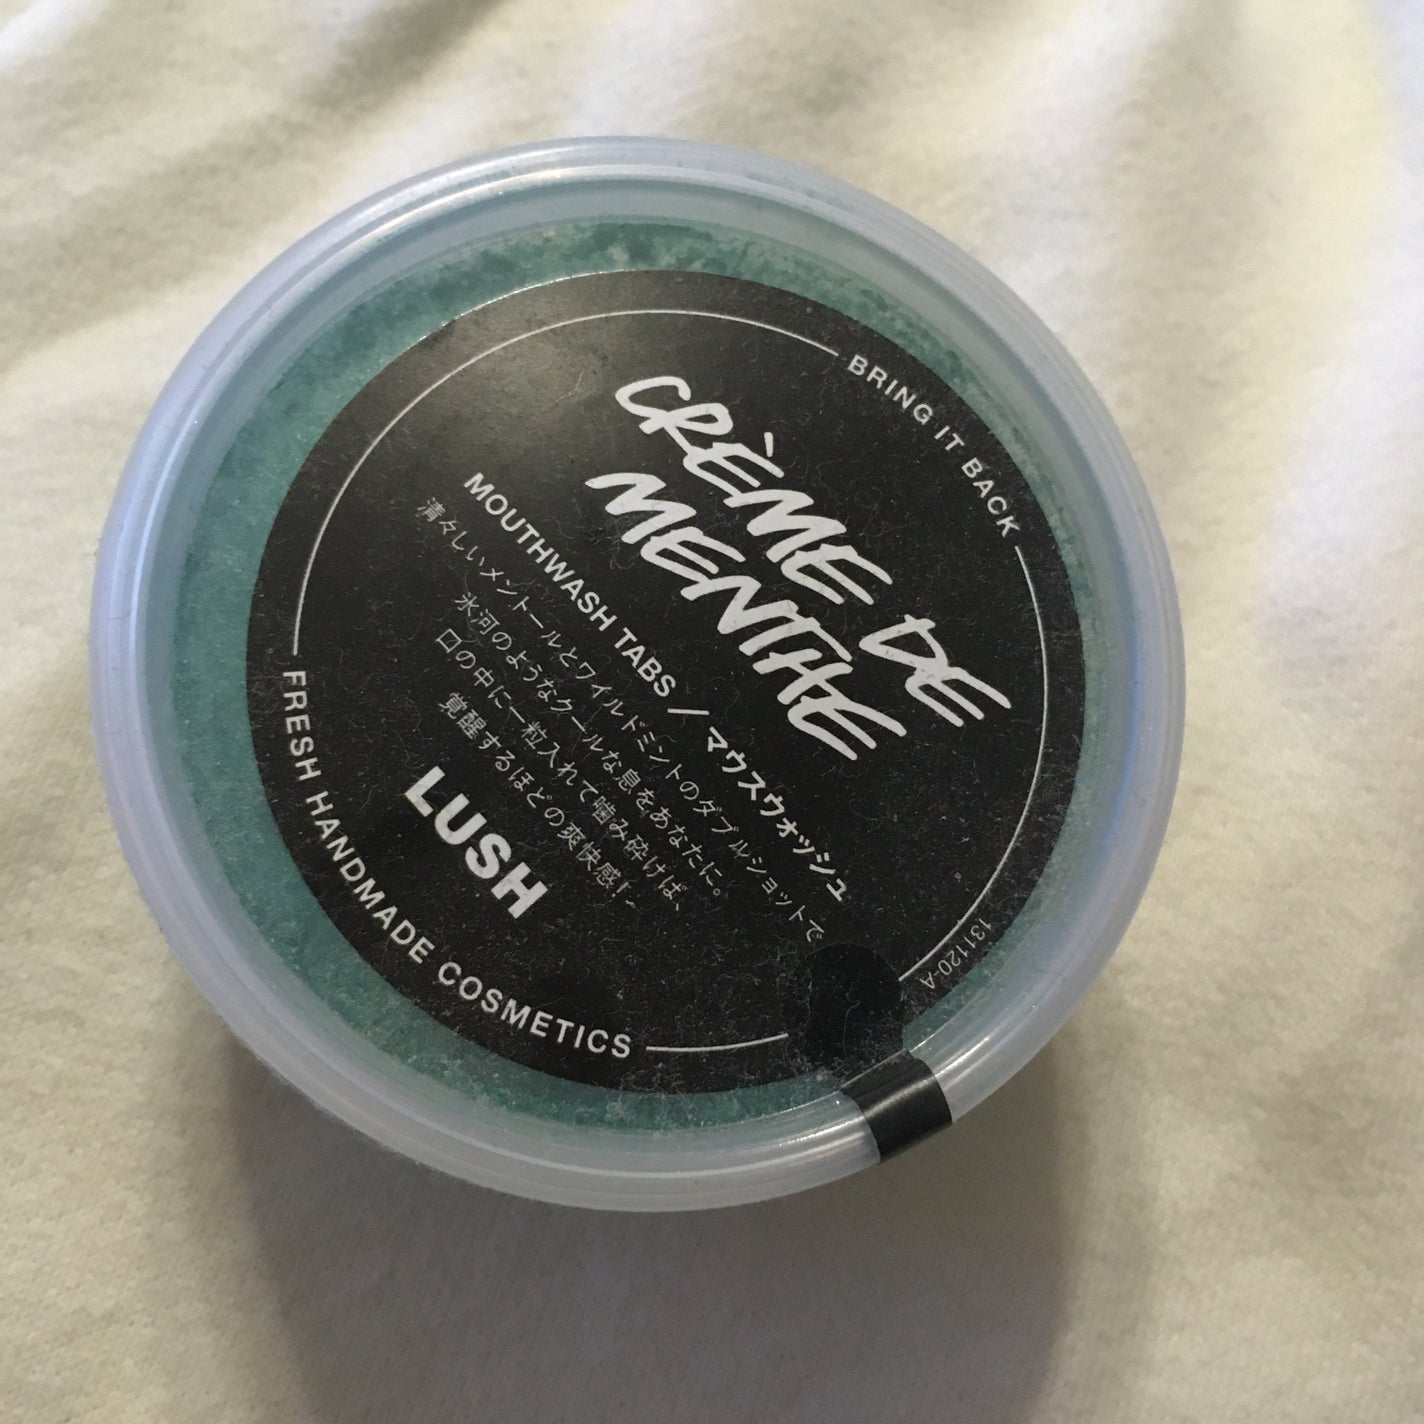 BRING IT BACK
CRÈME DE
MENTHE
MOUTHWASH TABS / マウスウォッシュ
清々しいメントールとワイルドミントのダブルショットで
氷河のようなクールな息をあなたに。
口の中に一粒入れて噛み砕けば、
覚醒するほどの爽快感!
LUSH
FRESH HANDMADE COSMETICS
131120-A